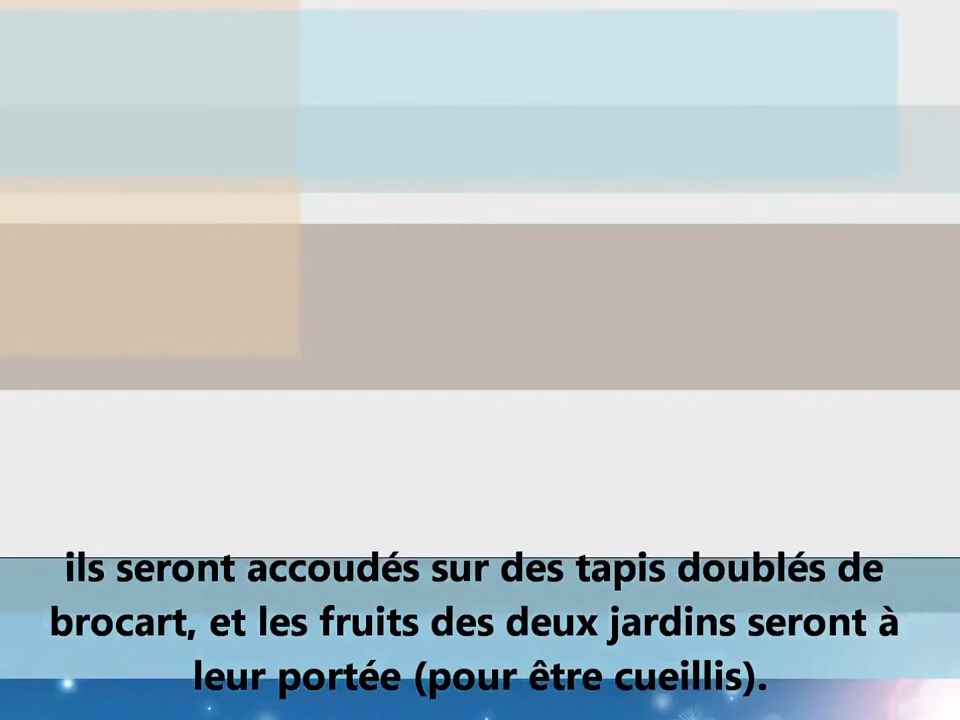 ils seront accoudés sur des tapis doublés de
brocart, et les fruits des deux jardins seront à
leur portée (pour être cueillis).